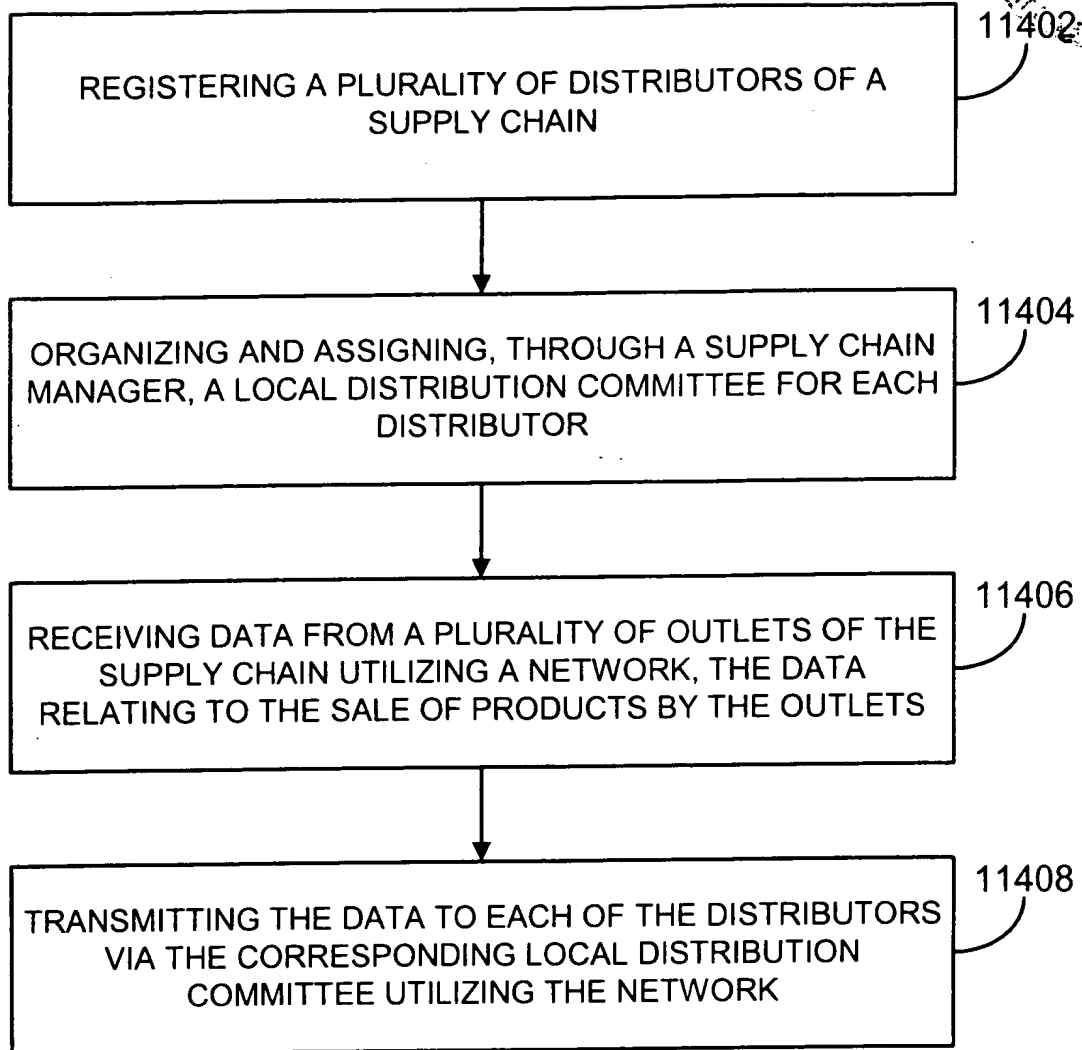 11402
REGISTERING A PLURALITY OF DISTRIBUTORS OF A
SUPPLY CHAIN
11404
ORGANIZING AND ASSIGNING, THROUGH A SUPPLY CHAIN
MANAGER, A LOCAL DISTRIBUTION COMMITTEE FOR EACH
DISTRIBUTOR
11406
RECEIVING DATA FROM A PLURALITY OF OUTLETS OF THE
SUPPLY CHAIN UTILIZING A NETWORK, THE DATA
RELATING TO THE SALE OF PRODUCTS BY THE OUTLETS
11408
TRANSMITTING THE DATA TO EACH OF THE DISTRIBUTORS
VIA THE CORRESPONDING LOCAL DISTRIBUTION
COMMITTEE UTILIZING THE NETWORK